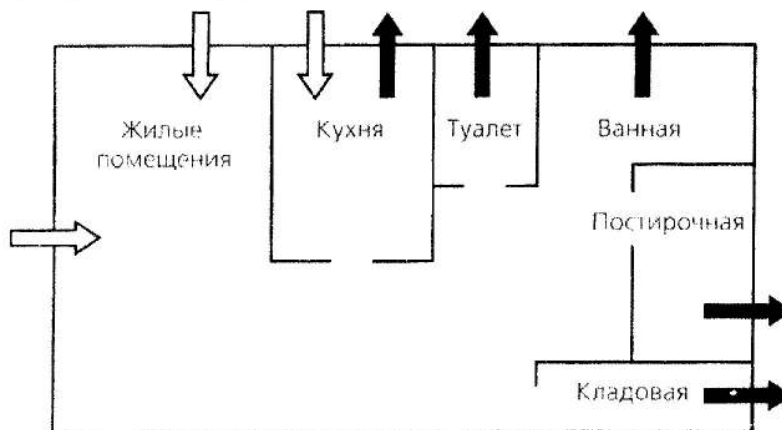 Жилые
помещения
Кухня
Туалет
Ванная
Постирочная
Кладовая